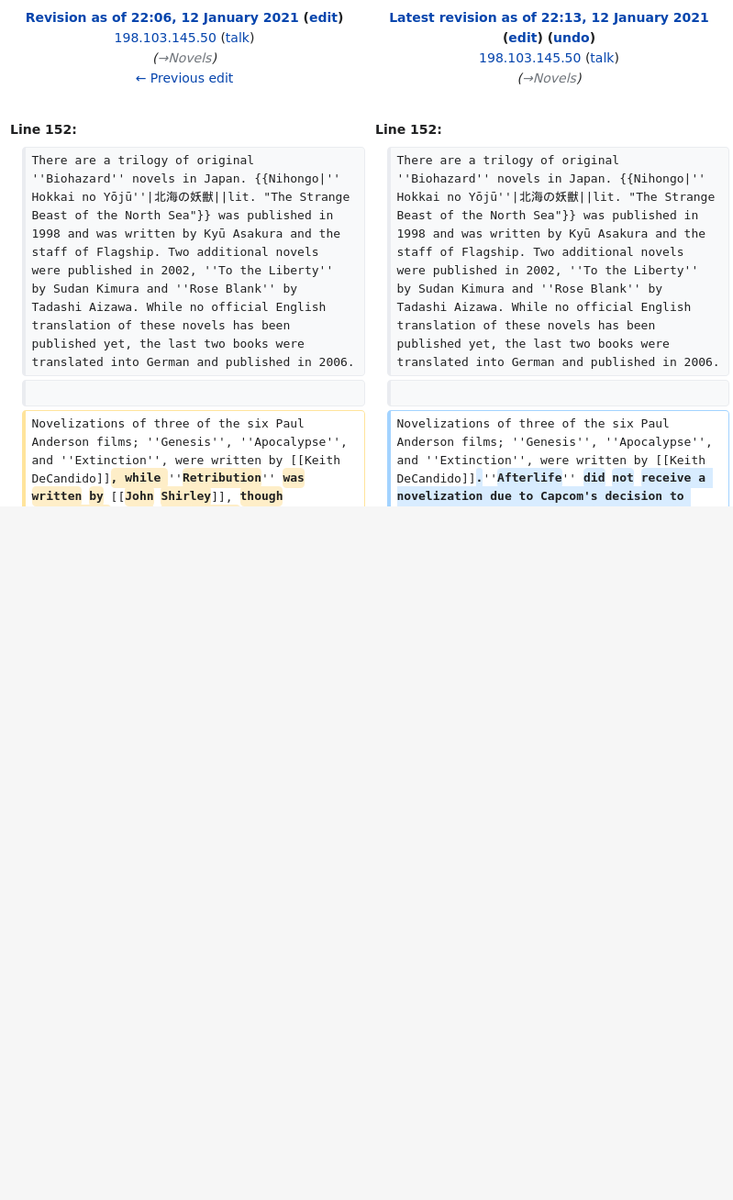 Revision as of 22:06, 12 January 2021 (edit)
198.103.145.50 (talk)
(→Novels)
← Previous edit
Latest revision as of 22:13, 12 January 2021
(edit) (undo)
198.103.145.50 (talk)
(→Novels)
Line 152:
There are a trilogy of original
''Biohazard'' novels in Japan. {{Nihongo|''
Hokkai no Yōjū''|北海の妖獣||lit. "The Strange
Beast of the North Sea"}} was published in
1998 and was written by Kyū Asakura and the
staff of Flagship. Two additional novels
were published in 2002, ''To the Liberty''
by Sudan Kimura and ''Rose Blank'' by
Tadashi Aizawa. While no official English
translation of these novels has been
published yet, the last two books were
translated into German and published in 2006.
Novelizations of three of the six Paul
Anderson films; ''Genesis'', ''Apocalypse'',
and ''Extinction'', were written by [[Keith
DeCandido]], while ''Retribution'' was
written by [[John Shirley]], though
Line 152:
There are a trilogy of original
''Biohazard'' novels in Japan. {{Nihongo|''
Hokkai no Yōjū''|北海の妖獣||lit. "The Strange
Beast of the North Sea"}} was published in
1998 and was written by Kyū Asakura and the
staff of Flagship. Two additional novels
were published in 2002, ''To the Liberty''
by Sudan Kimura and ''Rose Blank'' by
Tadashi Aizawa. While no official English
translation of these novels has been
published yet, the last two books were
translated into German and published in 2006.
Novelizations of three of the six Paul
Anderson films; ''Genesis'', ''Apocalypse'',
and ''Extinction'', were written by [[Keith
DeCandido]].''Afterlife'' did not receive a
novelization due to Capcom's decision to